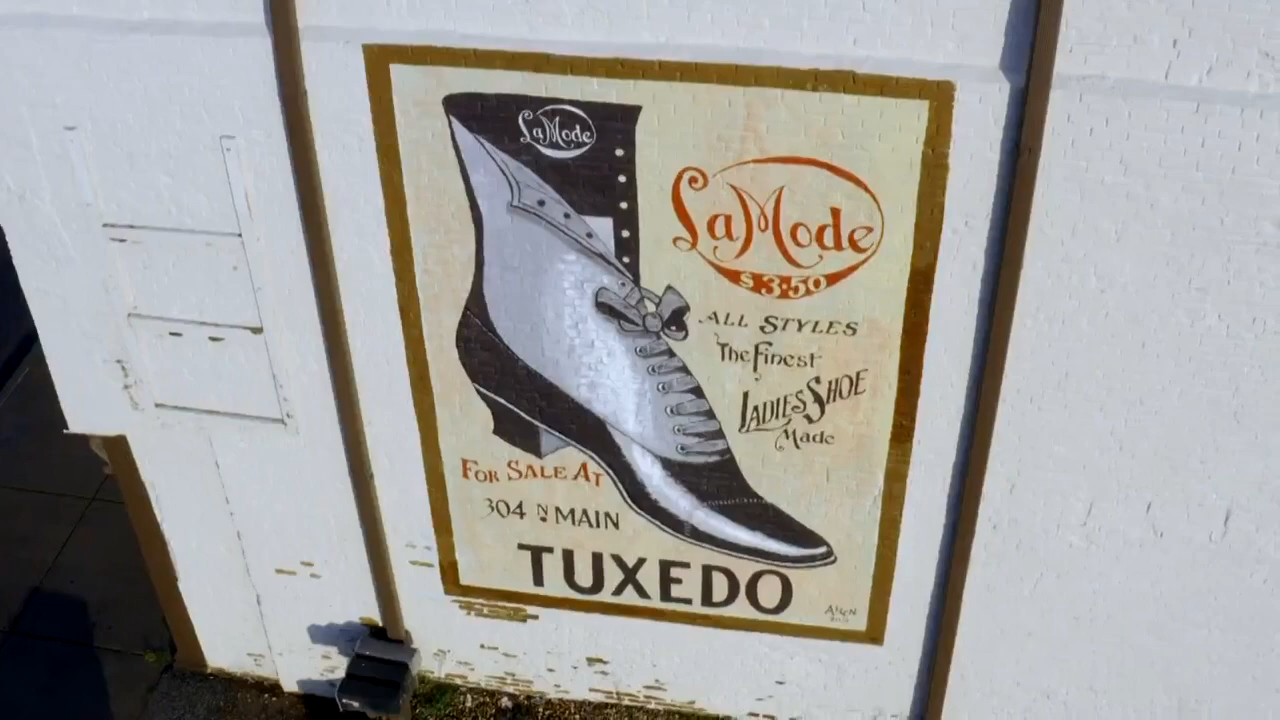 LaMode
LaMode
$3.50
ALL STYLES
The Finest
LADIES SHOE
Made
FOR SALE AT
304 N. MAIN
TUXEDO